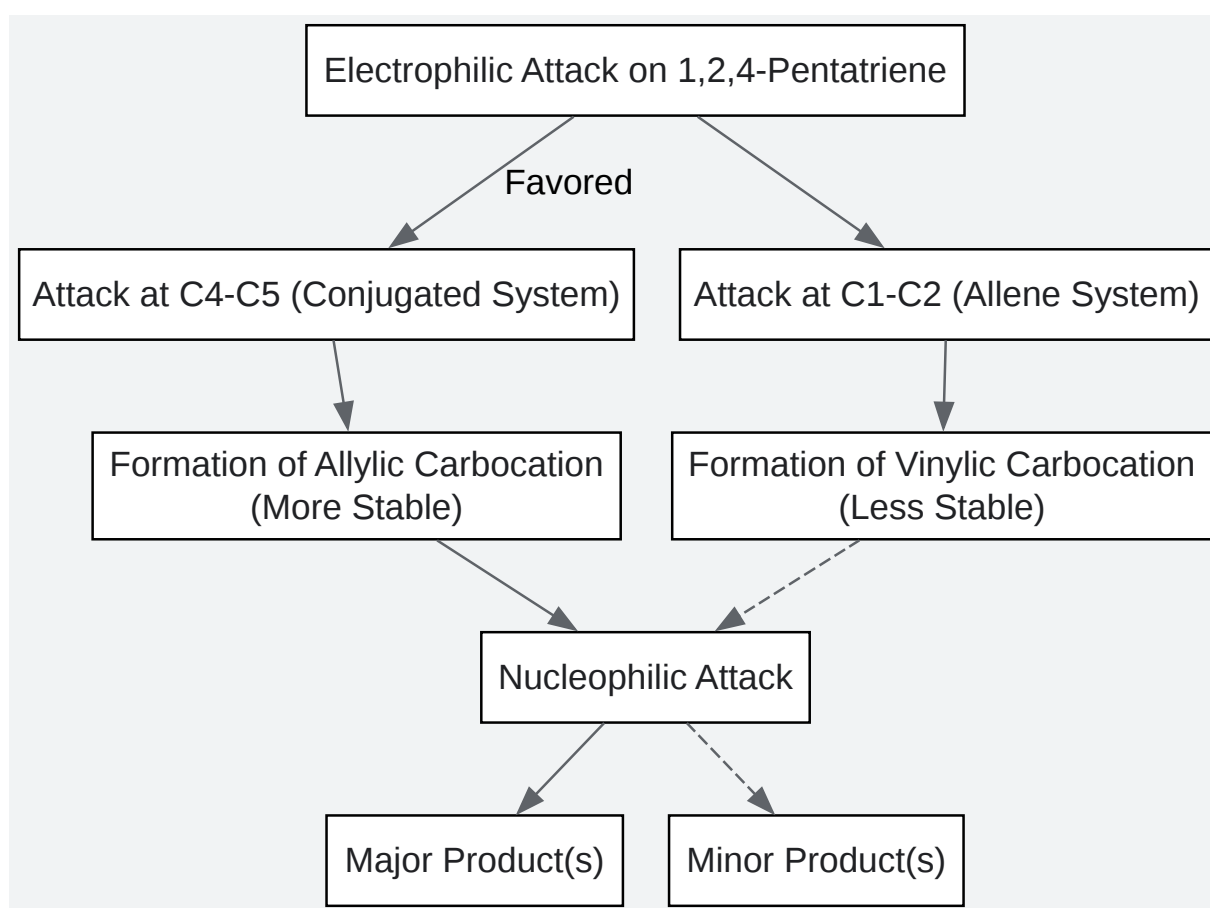 Electrophilic Attack on 1,2,4-Pentatriene
Favored
Attack at C4-C5 (Conjugated System)
Attack at C1-C2 (Allene System)
Formation of Allylic Carbocation
(More Stable)
Formation of Vinylic Carbocation
(Less Stable)
Nucleophilic Attack
Major Product(s)
Minor Product(s)